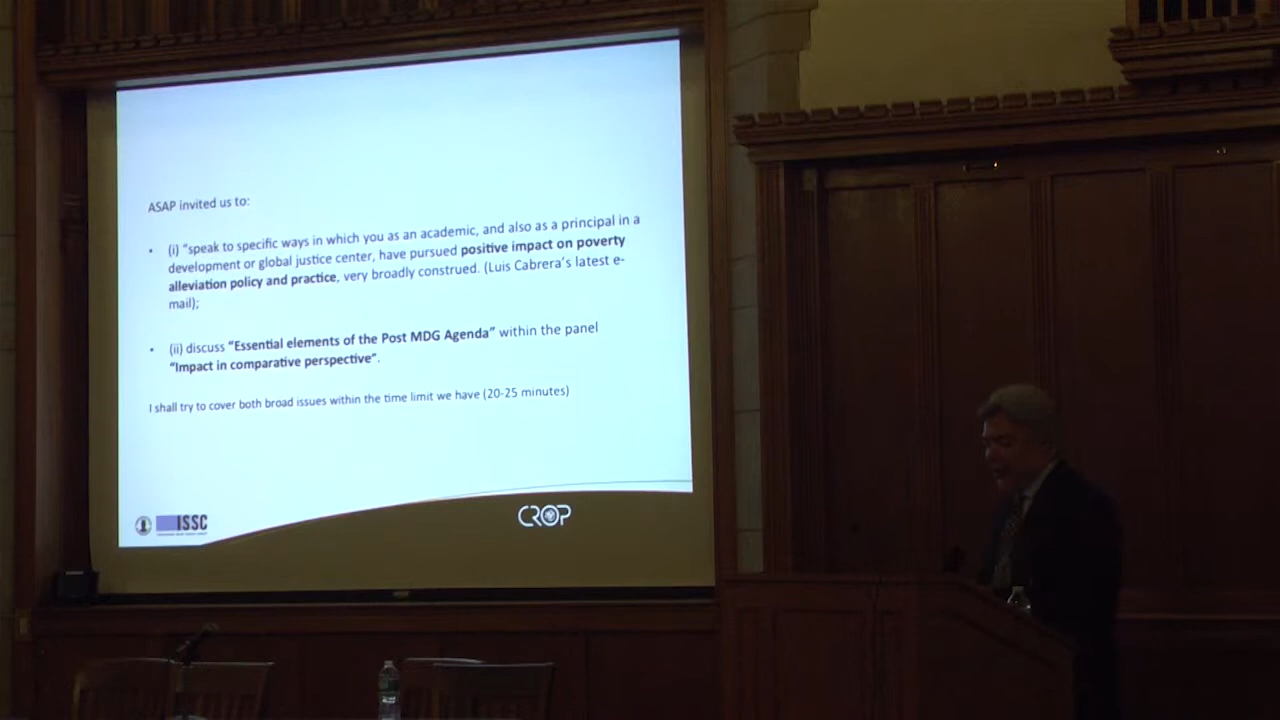 ASAP invited us to:
• (i) "speak to specific ways in which you as an academic, and also as a principal in a
development or global justice center, have pursued positive impact on poverty
alleviation policy and practice, very broadly construed. (Luis Cabrera's latest e-
mail);
• (ii) discuss "Essential elements of the Post MDG Agenda" within the panel
"Impact in comparative perspective".
I shall try to cover both broad issues within the time limit we have (20-25 minutes)
ISSC
CROP